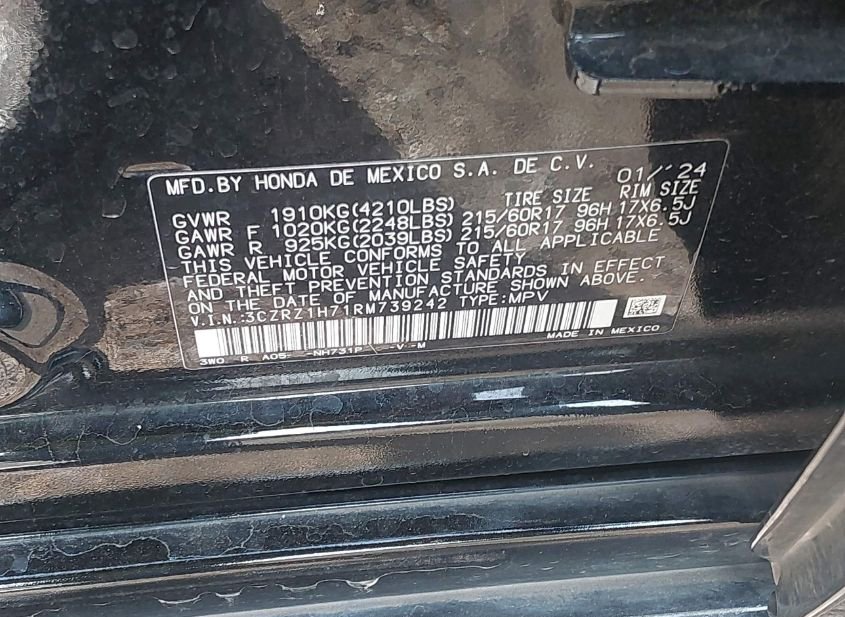 MFD.BY HONDA DE MEXICO S.A. DE C.V. 01/'24
TIRE SIZE RIM SIZE
GVWR 1910KG(4210LBS)
GAWR F 1020KG(2248LBS) 215/60R17 96H 17X6.5J
GAWR R 925KG(2039LBS) 215/60R17 96H 17X6.5J
THIS VEHICLE CONFORMS TO ALL APPLICABLE
FEDERAL MOTOR VEHICLE SAFETY
AND THEFT PREVENTION STANDARDS IN EFFECT
ON THE DATE OF MANUFACTURE SHOWN ABOVE.
V.I.N.:3CZRZ1H71RM739242 TYPE:MPV
3W0 R A05- -NH731P -V-M MADE IN MEXICO